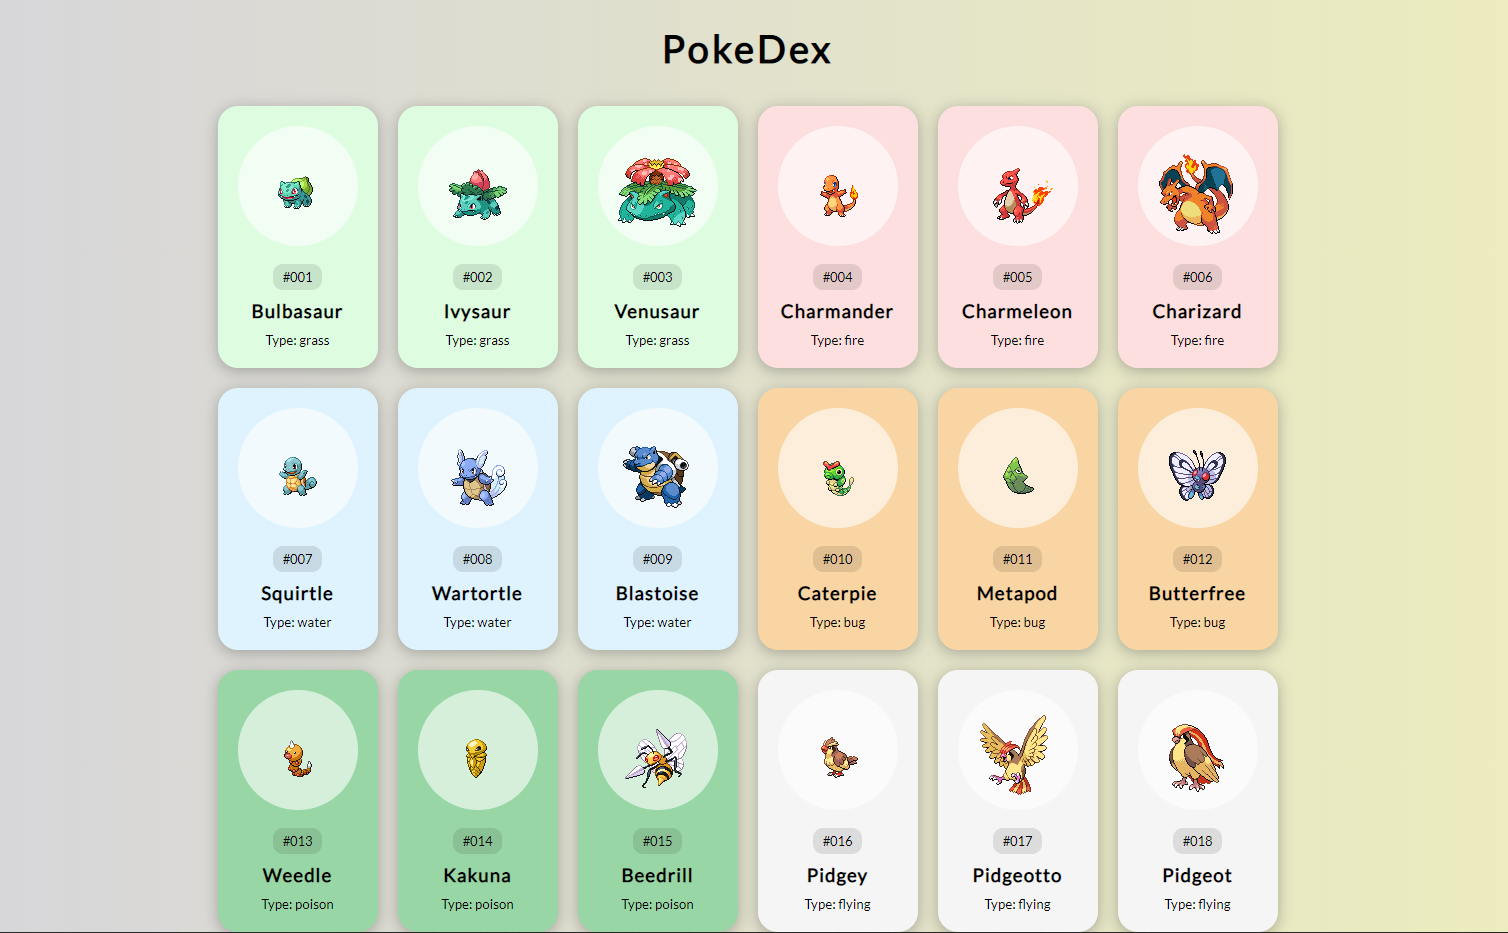 PokeDex
#001
Bulbasaur
Type: grass
#002
Ivysaur
Type: grass
#003
Venusaur
Type: grass
#004
Charmander
Type: fire
#005
Charmeleon
Type: fire
#006
Charizard
Type: fire
#007
Squirtle
Type: water
#008
Wartortle
Type: water
#009
Blastoise
Type: water
#010
Caterpie
Type: bug
#011
Metapod
Type: bug
#012
Butterfree
Type: bug
#013
Weedle
Type: poison
#014
Kakuna
Type: poison
#015
Beedrill
Type: poison
#016
Pidgey
Type: flying
#017
Pidgeotto
Type: flying
#018
Pidgeot
Type: flying